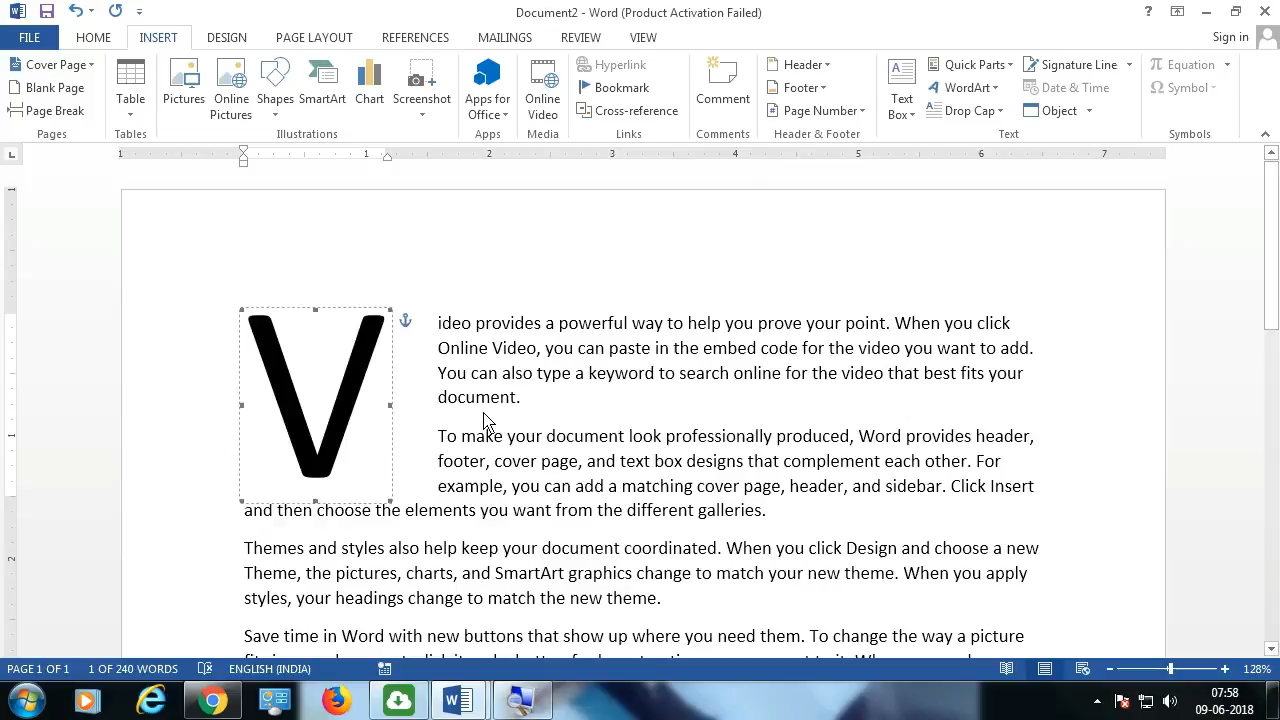 Document2 - Word (Product Activation Failed)
FILE HOME INSERT DESIGN PAGE LAYOUT REFERENCES MAILINGS REVIEW VIEW Sign in
Cover Page
Blank Page
Page Break
Pages
Table
Tables
Pictures
Online Pictures
Shapes
SmartArt
Chart
Screenshot
Illustrations
Apps for Office
Apps
Online Video
Media
Hyperlink
Bookmark
Cross-reference
Links
Comment
Comments
Header
Footer
Page Number
Header & Footer
Text Box
Quick Parts
WordArt
Drop Cap
Signature Line
Date & Time
Object
Text
Equation
Symbol
Symbols
1 1 2 3 4 5 6 7
1
1
2
V
ideo provides a powerful way to help you prove your point. When you click
Online Video, you can paste in the embed code for the video you want to add.
You can also type a keyword to search online for the video that best fits your
document.
To make your document look professionally produced, Word provides header,
footer, cover page, and text box designs that complement each other. For
example, you can add a matching cover page, header, and sidebar. Click Insert
and then choose the elements you want from the different galleries.
Themes and styles also help keep your document coordinated. When you click Design and choose a new
Theme, the pictures, charts, and SmartArt graphics change to match your new theme. When you apply
styles, your headings change to match the new theme.
Save time in Word with new buttons that show up where you need them. To change the way a picture
PAGE 1 OF 1 1 OF 240 WORDS ENGLISH (INDIA) 128%
07:58
09-06-2018